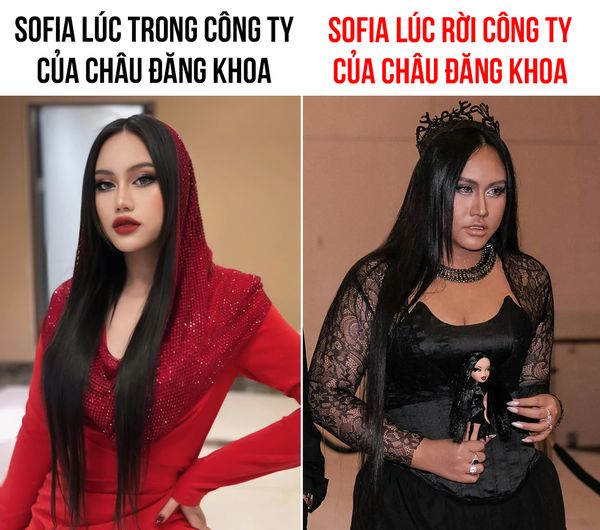 SOFIA LÚC TRONG CÔNG TY
CỦA CHÂU ĐĂNG KHOA
SOFIA LÚC RỜI CÔNG TY
CỦA CHÂU ĐĂNG KHOA